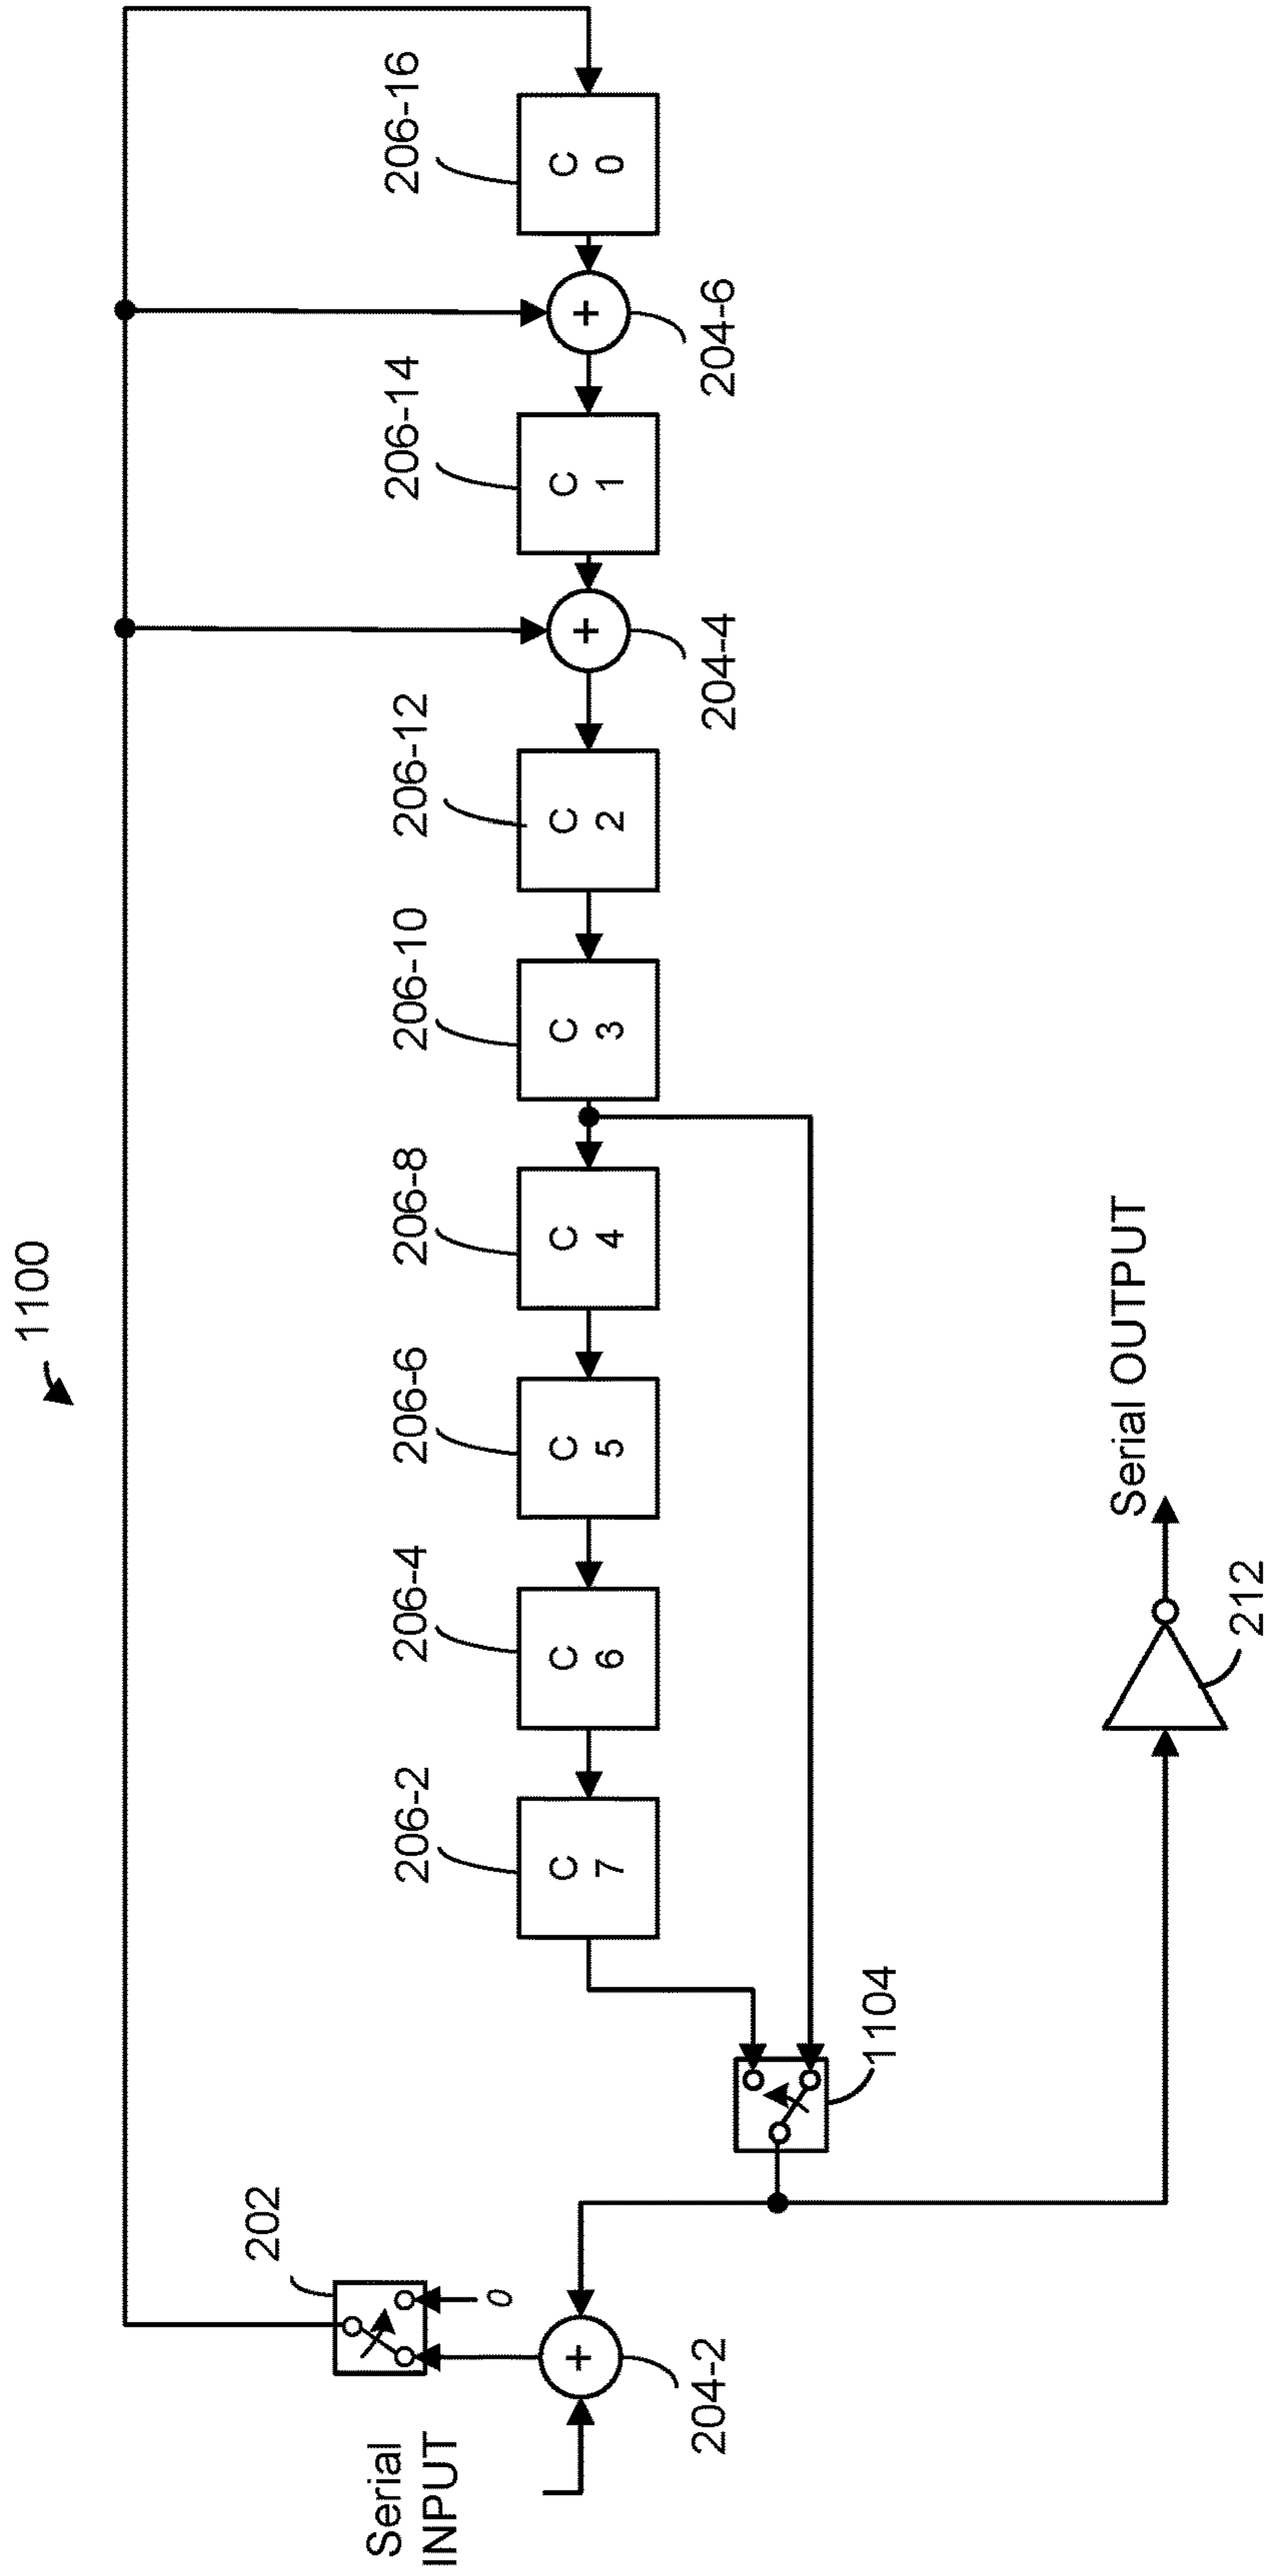 1100
202
Serial
INPUT
0
204-2
206-2
206-4
206-6
206-8
206-10
206-12
206-14
206-16
C
7
C
6
C
5
C
4
C
3
C
2
+
C
1
+
C
0
+
204-4
204-6
1104
Serial OUTPUT
212